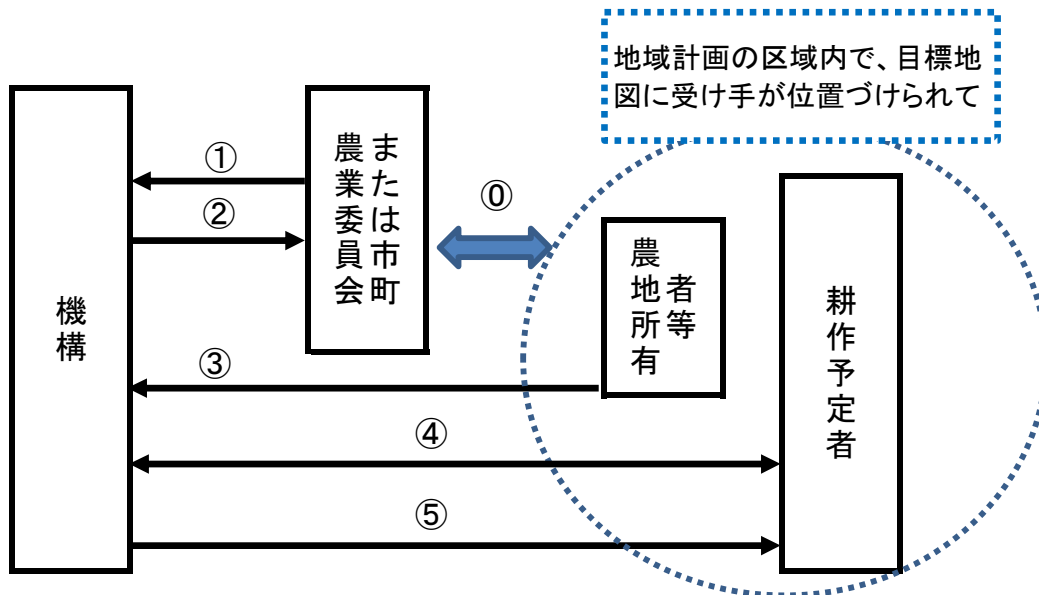 地域計画の区域内で、目標地
図に受け手が位置づけられて
機構
①
②
③
④
⑤
農業委員会
または市町
⓪
農地所有
者等
耕作予定者